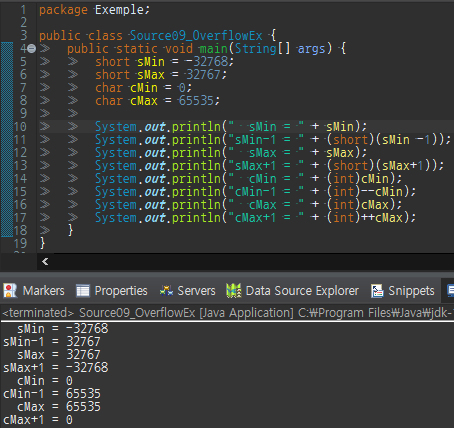 1 package Exemple;
2
3 public class Source09_OverflowEx {
4 public static void main(String[] args) {
5 short sMin = -32768;
6 short sMax = 32767;
7 char cMin = 0;
8 char cMax = 65535;
9
10 System.out.println("  sMin = " + sMin);
11 System.out.println("sMin-1 = " + (short)(sMin -1));
12 System.out.println("  sMax = " + sMax);
13 System.out.println("sMax+1 = " + (short)(sMax+1));
14 System.out.println("  cMin = " + (int)cMin);
15 System.out.println("cMin-1 = " + (int)--cMin);
16 System.out.println("  cMax = " + (int)cMax);
17 System.out.println("cMax+1 = " + (int)++cMax);
18 }
19 }
Markers Properties Servers Data Source Explorer Snippets
<terminated> Source09_OverflowEx [Java Application] C:₩Program Files₩Java₩jdk-
  sMin = -32768
sMin-1 = 32767
  sMax = 32767
sMax+1 = -32768
  cMin = 0
cMin-1 = 65535
  cMax = 65535
cMax+1 = 0